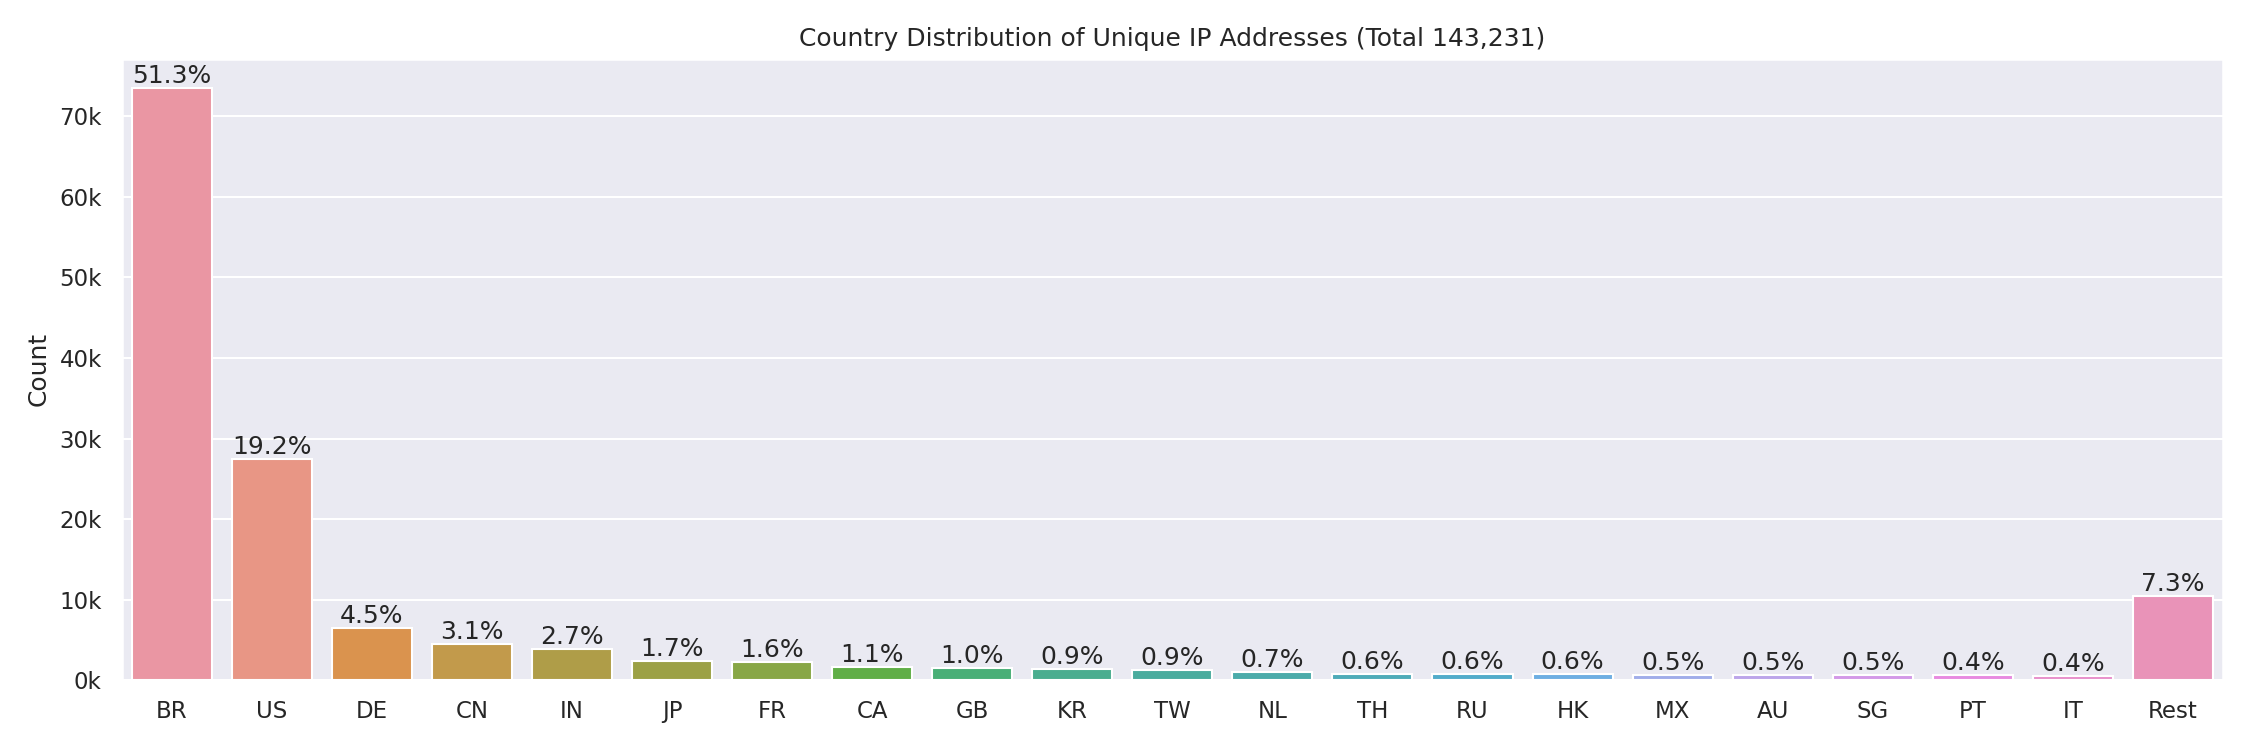 Country Distribution of Unique IP Addresses (Total 143,231)
Count
70k
60k
50k
40k
30k
20k
10k
0k
51.3%
19.2%
4.5%
3.1%
2.7%
1.7%
1.6%
1.1%
1.0%
0.9%
0.9%
0.7%
0.6%
0.6%
0.6%
0.5%
0.5%
0.5%
0.4%
0.4%
7.3%
BR US DE CN IN JP FR CA GB KR TW NL TH RU HK MX AU SG PT IT Rest